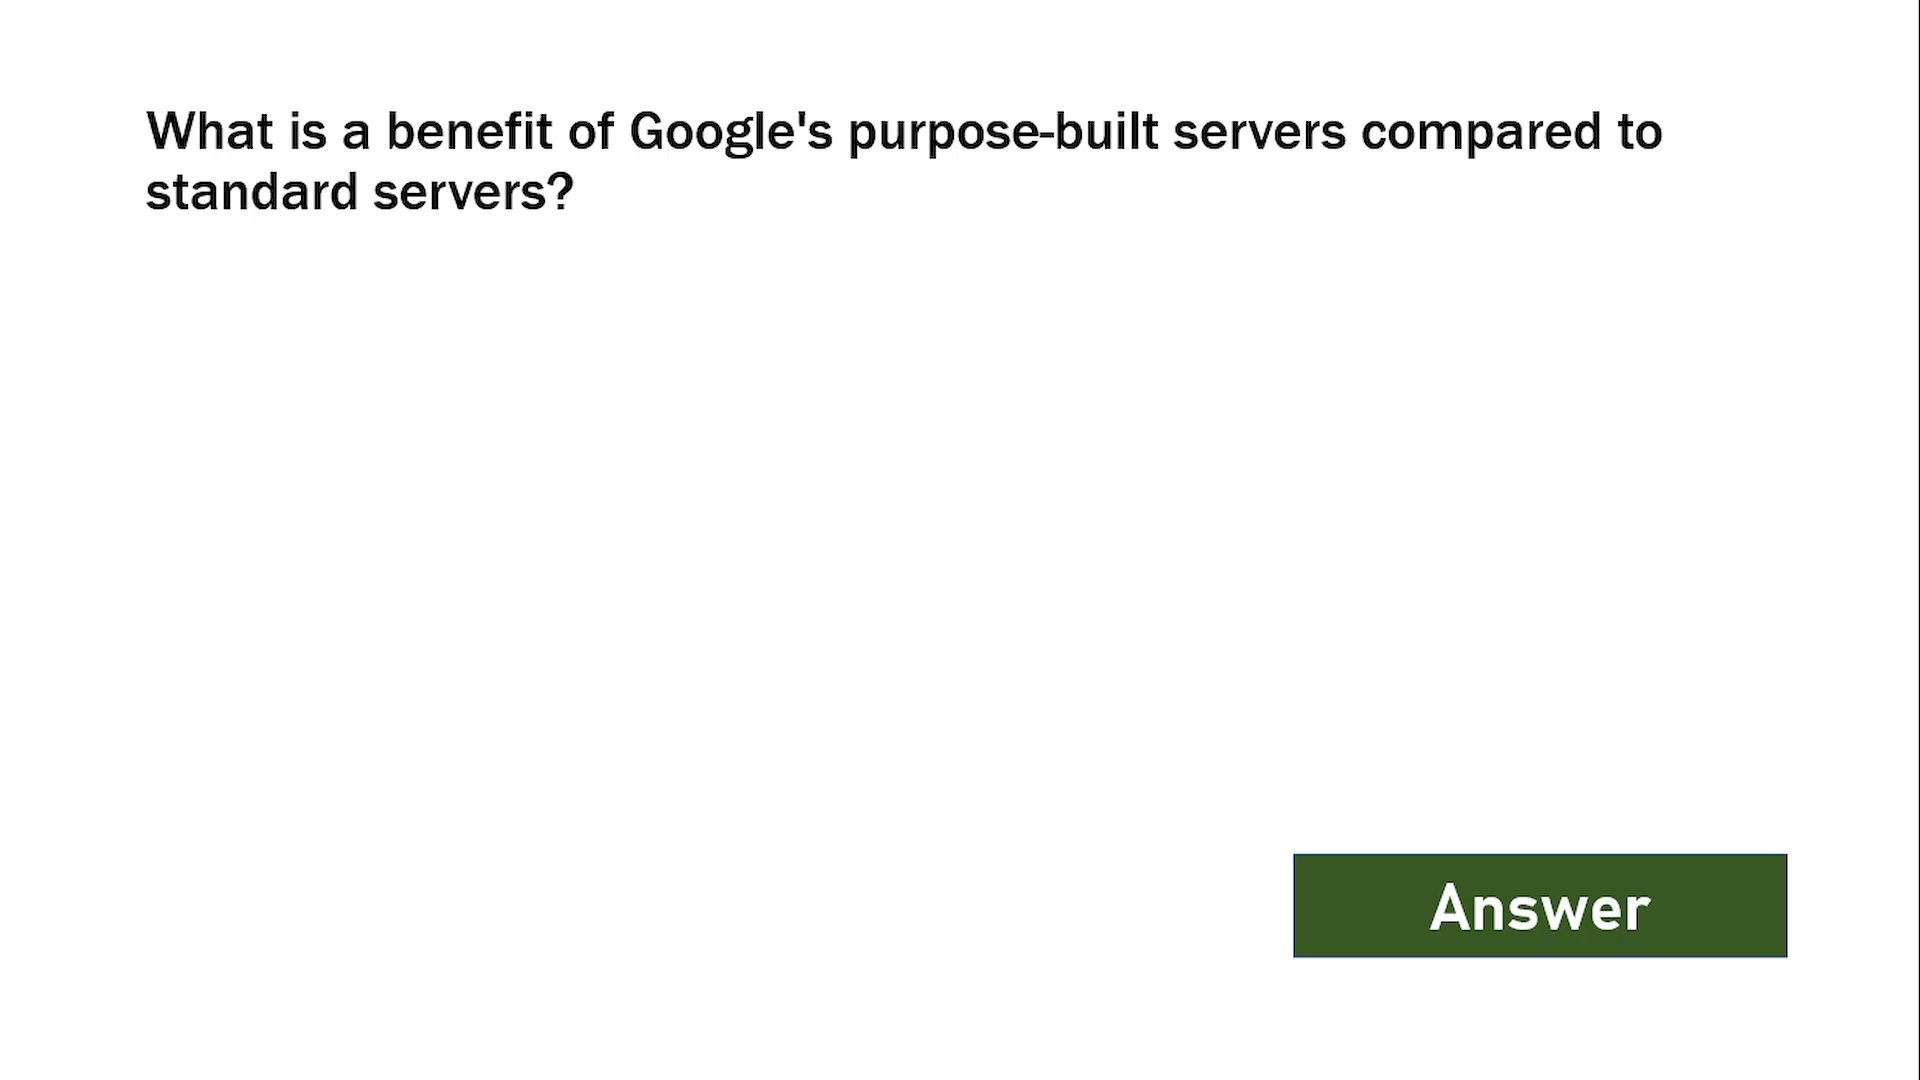 What is a benefit of Google's purpose-built servers compared to
standard servers?
Answer